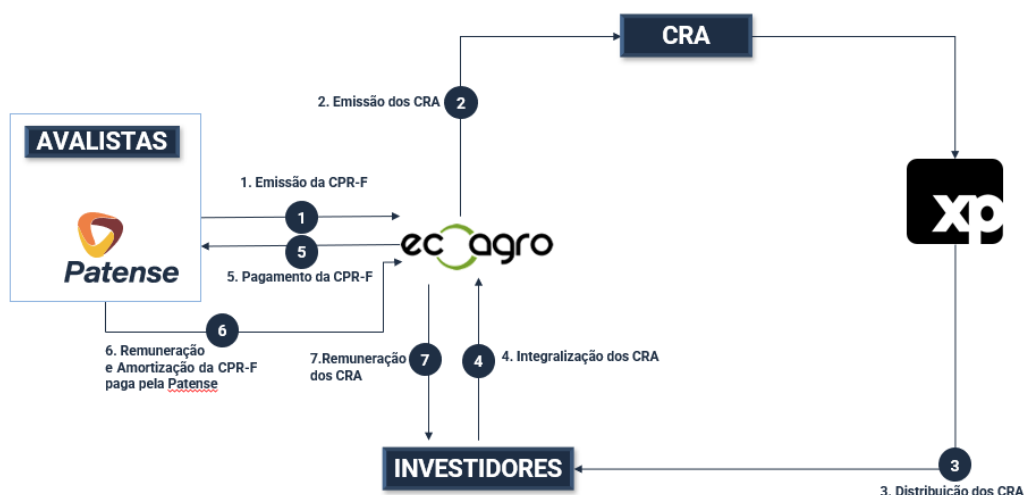 CRA
2. Emissão dos CRA
2
AVALISTAS
1. Emissão da CPR-F
1
xp
ecoagro
5
Patense
5. Pagamento da CPR-F
6
6. Remuneração
e Amortização da CPR-F
paga pela Patense
7.Remuneração
dos CRA
7
4
4. Integralização dos CRA
INVESTIDORES
3
3. Distribuição dos CRA